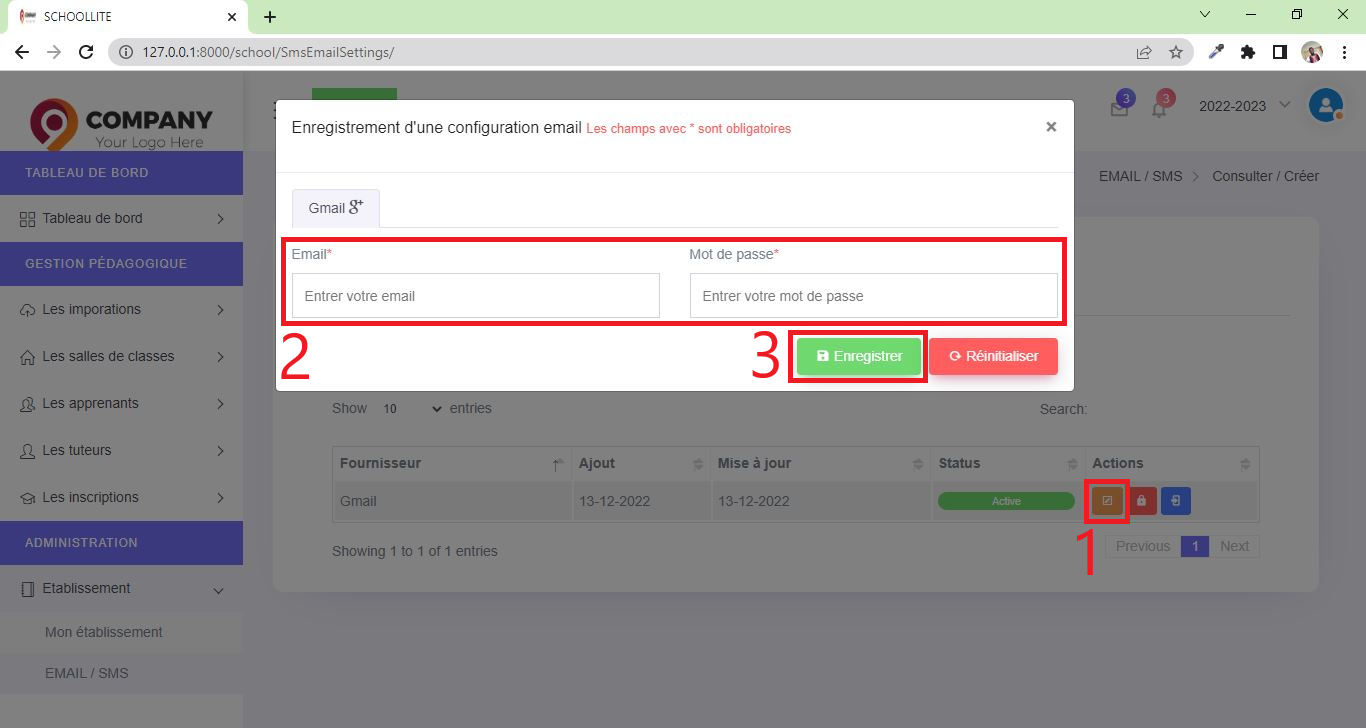 SCHOOLLITE
127.0.0.1:8000/school/SmsEmailSettings/
COMPANY
Your Logo Here
3
3
2022-2023
Enregistrement d'une configuration email Les champs avec * sont obligatoires
×
TABLEAU DE BORD
EMAIL / SMS > Consulter / Créer
Tableau de bord
Gmail g+
GESTION PÉDAGOGIQUE
Email*
Mot de passe*
Entrer votre email
Entrer votre mot de passe
Les imporations
2
3
Enregistrer
Réinitialiser
Les salles de classes
Les apprenants
Show 10 entries
Search:
Les tuteurs
Fournisseur
Ajout
Mise à jour
Status
Actions
Gmail
13-12-2022
13-12-2022
Active
Les inscriptions
1
ADMINISTRATION
Showing 1 to 1 of 1 entries
Previous 1 Next
Etablissement
Mon établissement
EMAIL / SMS